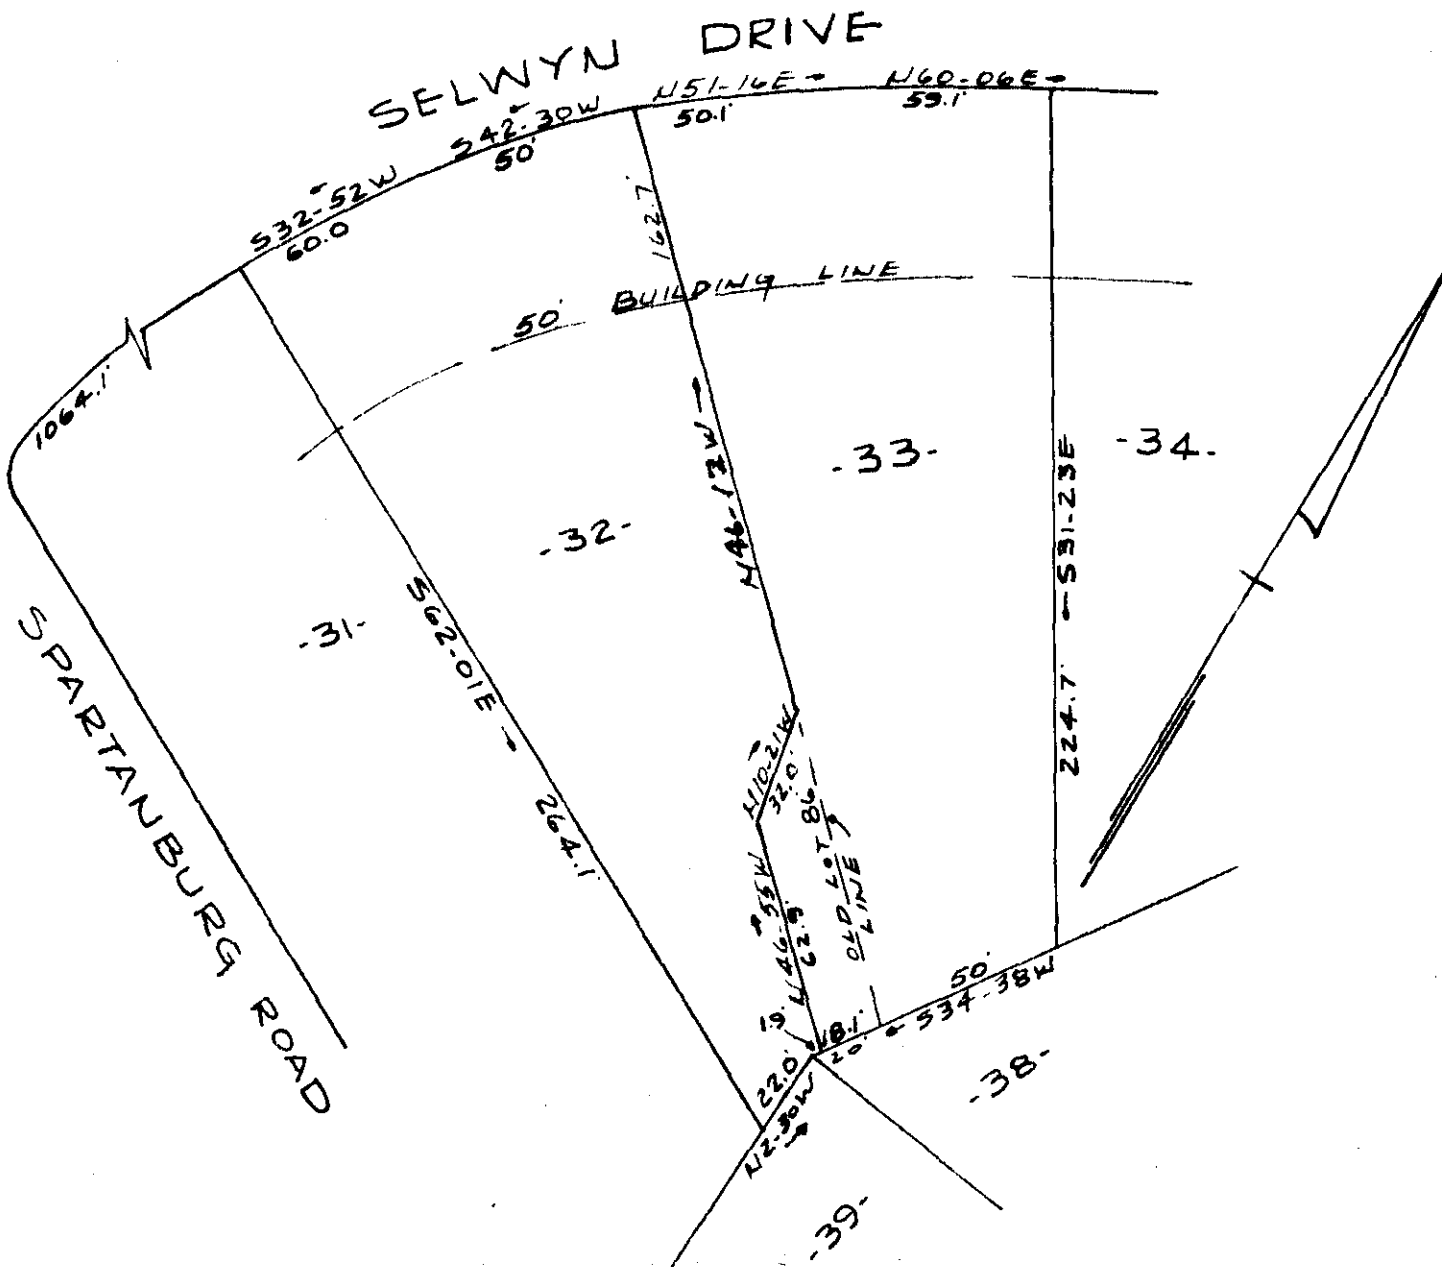 SELWYN DRIVE
S32-52W
60.0
S42-30W
50'
N51-16E
50.1'
N60-06E
59.1'
1064.1'
162.7'
50' BUILDING LINE
-31-
-32-
-33-
-34-
N46-12W
S62-01E
264.1'
S31-23E
224.7'
N10-21W
32.0'
86
OLD LOT
LINE
N46-55W
62.9'
1.9'
18.1'
20'
50'
S34-38W
22.0'
N2-30W
-38-
-39-
SPARTANBURG ROAD